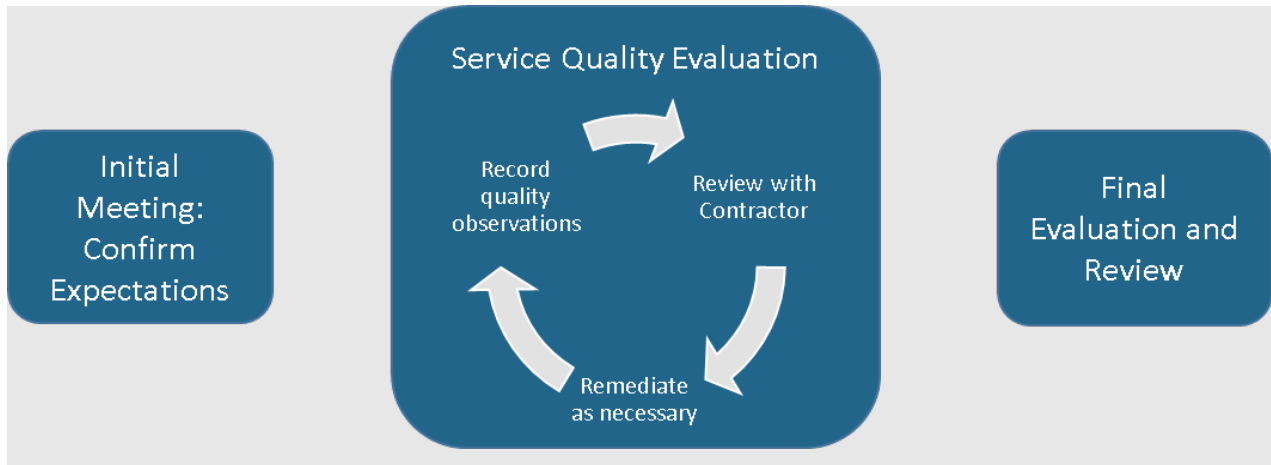 Initial
Meeting:
Confirm
Expectations
Service Quality Evaluation
Record
quality
observations
Review with
Contractor
Remediate
as necessary
Final
Evaluation and
Review